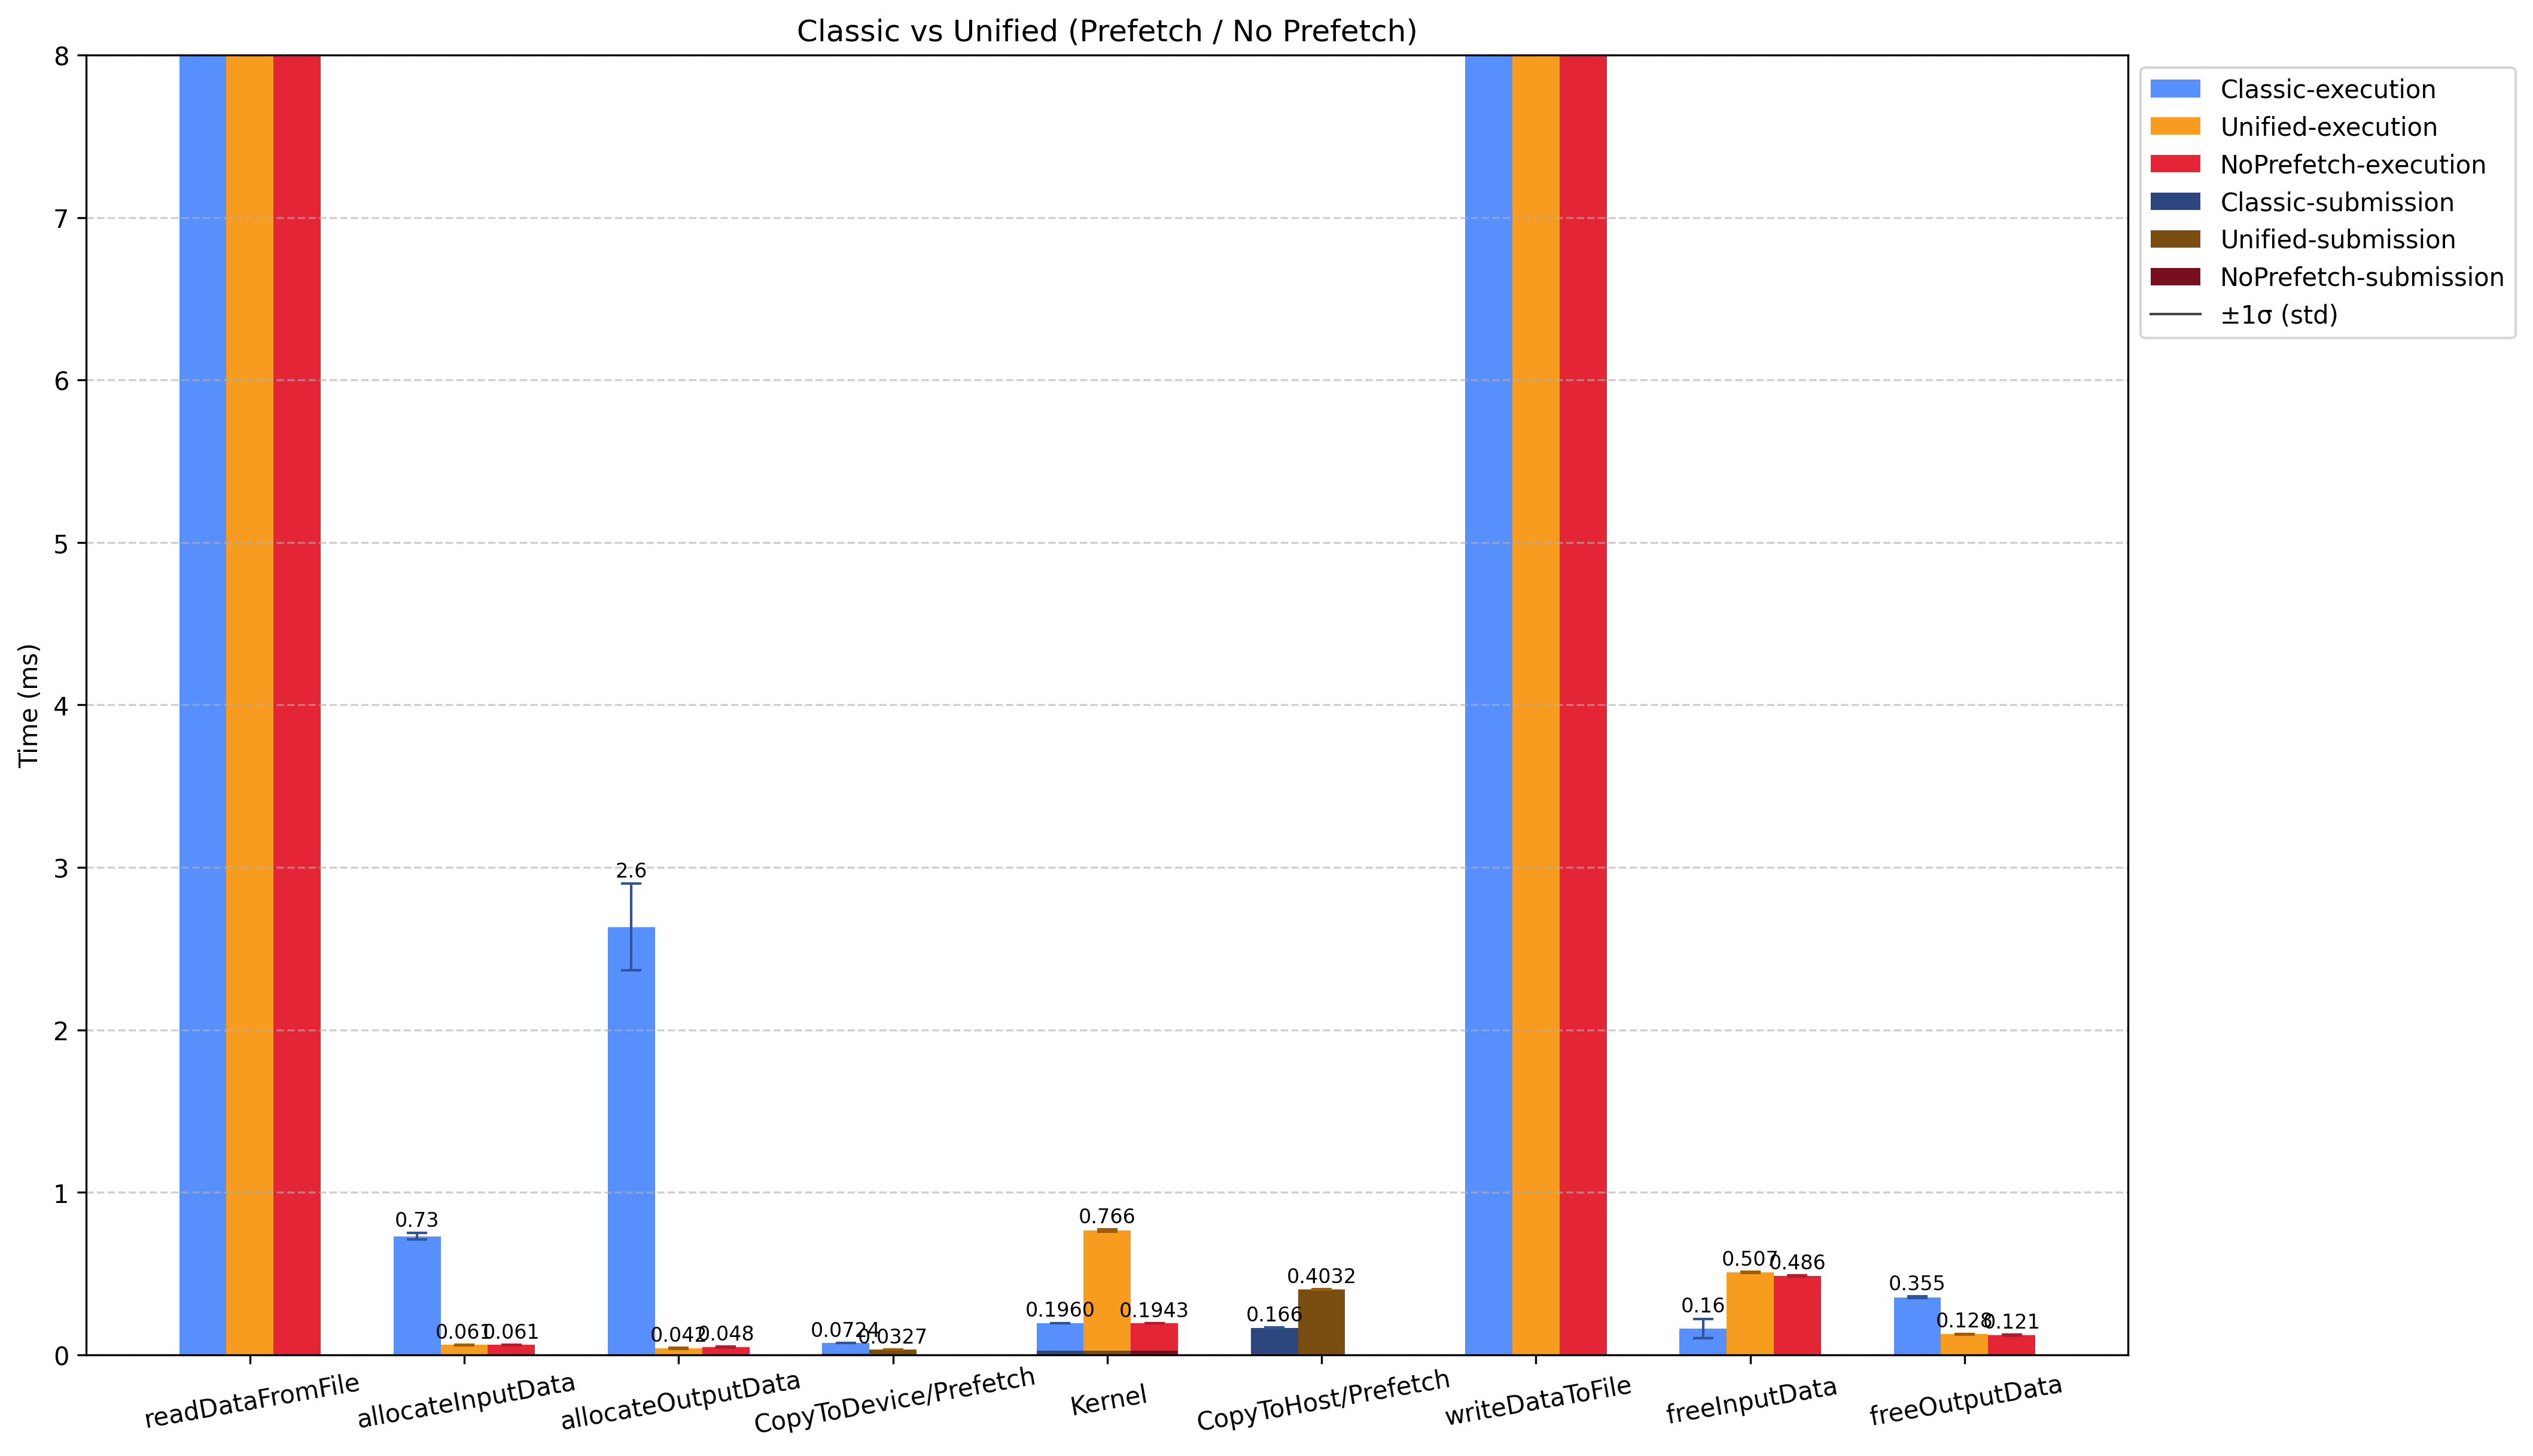 Classic vs Unified (Prefetch / No Prefetch)
8
7
6
5
4
3
2
1
0
Time (ms)
Classic-execution
Unified-execution
NoPrefetch-execution
Classic-submission
Unified-submission
NoPrefetch-submission
±1σ (std)
0.73
0.061
0.061
2.6
0.042
0.048
0.0724
0.0327
0.1960
0.766
0.1943
0.166
0.4032
0.16
0.507
0.486
0.355
0.128
0.121
readDataFromFile
allocateInputData
allocateOutputData
CopyToDevice/Prefetch
Kernel
CopyToHost/Prefetch
writeDataToFile
freeInputData
freeOutputData